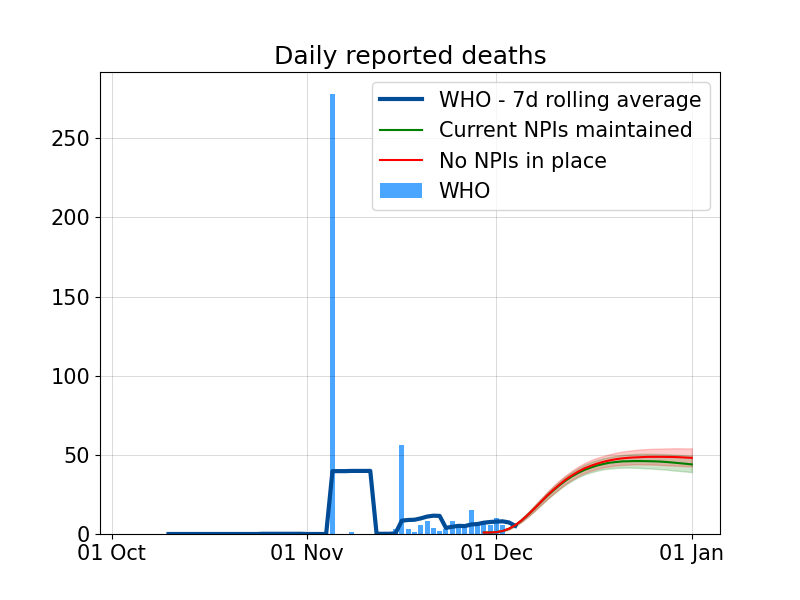 Daily reported deaths
WHO - 7d rolling average
Current NPIs maintained
No NPIs in place
WHO
250
200
150
100
50
0
01 Oct
01 Nov
01 Dec
01 Jan